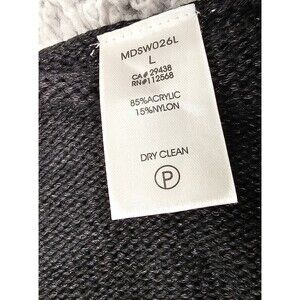 MDSW026L
L
CA# 29438
RN#112568
85%ACRYLIC
15%NYLON
DRY CLEAN
P